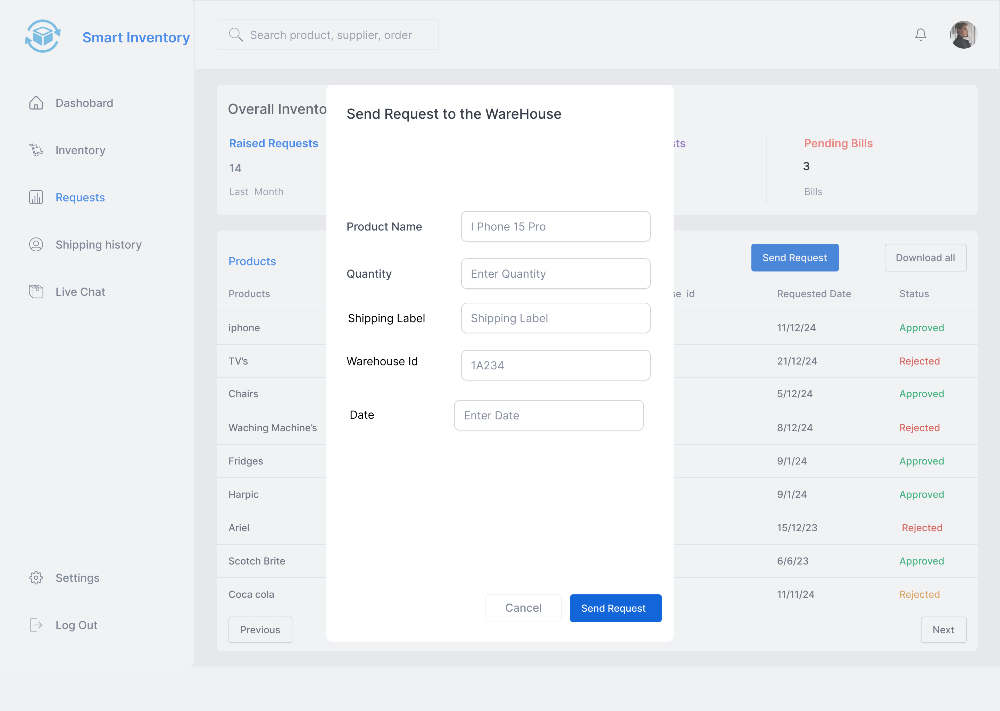 Smart Inventory
Search product, supplier, order
Dashobard
Inventory
Requests
Shipping history
Live Chat
Settings
Log Out
Overall Invento
Raised Requests
14
Last Month
sts
Pending Bills
3
Bills
Products
Send Request
Download all
Products
se id
Requested Date
Status
iphone
11/12/24
Approved
TV’s
21/12/24
Rejected
Chairs
5/12/24
Approved
Waching Machine’s
8/12/24
Rejected
Fridges
9/1/24
Approved
Harpic
9/1/24
Approved
Ariel
15/12/23
Rejected
Scotch Brite
6/6/23
Approved
Coca cola
11/11/24
Rejected
Previous
Next
Send Request to the WareHouse
Product Name
I Phone 15 Pro
Quantity
Enter Quantity
Shipping Label
Shipping Label
Warehouse Id
1A234
Date
Enter Date
Cancel
Send Request